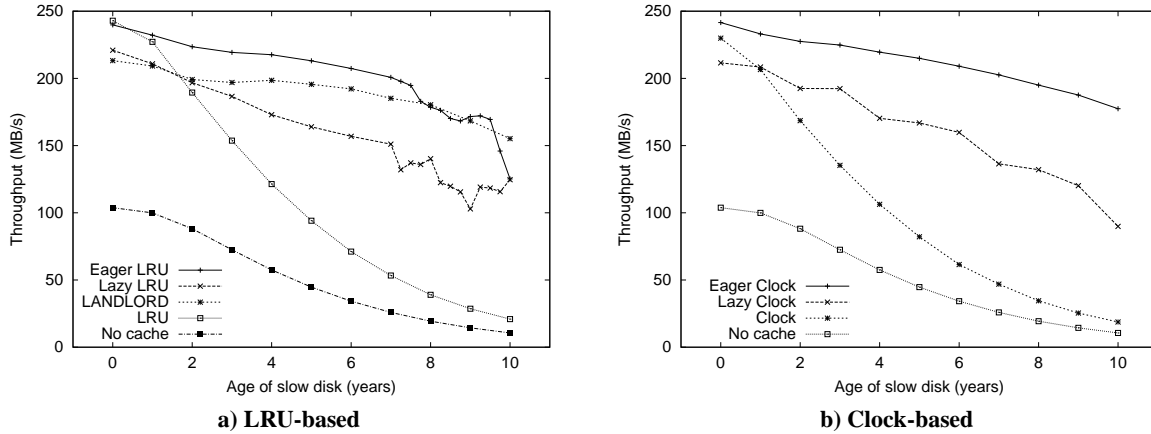 250
200
150
100
50
0
Throughput (MB/s)
Eager LRU
Lazy LRU
LANDLORD
LRU
No cache
0 2 4 6 8 10
Age of slow disk (years)
a) LRU-based
250
200
150
100
50
0
Throughput (MB/s)
Eager Clock
Lazy Clock
Clock
No cache
0 2 4 6 8 10
Age of slow disk (years)
b) Clock-based